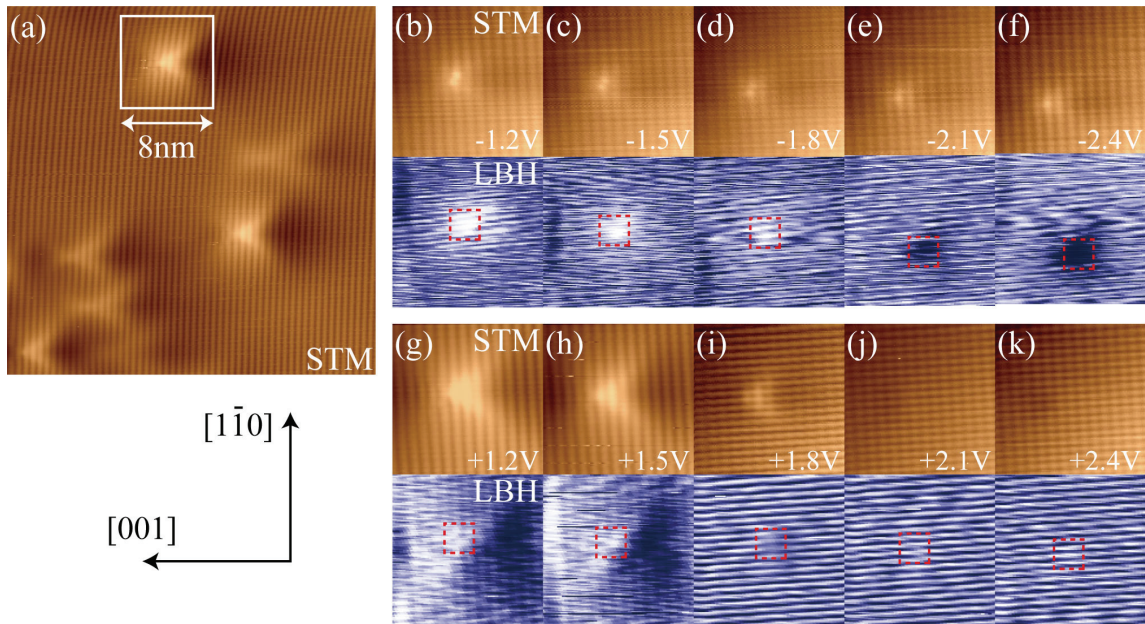 (a)
8nm
STM
[11̄0]
[001]
(b) STM
-1.2V
LBH
(c)
-1.5V
(d)
-1.8V
(e)
-2.1V
(f)
-2.4V
(g) STM
+1.2V
LBH
(h)
+1.5V
(i)
+1.8V
(j)
+2.1V
(k)
+2.4V